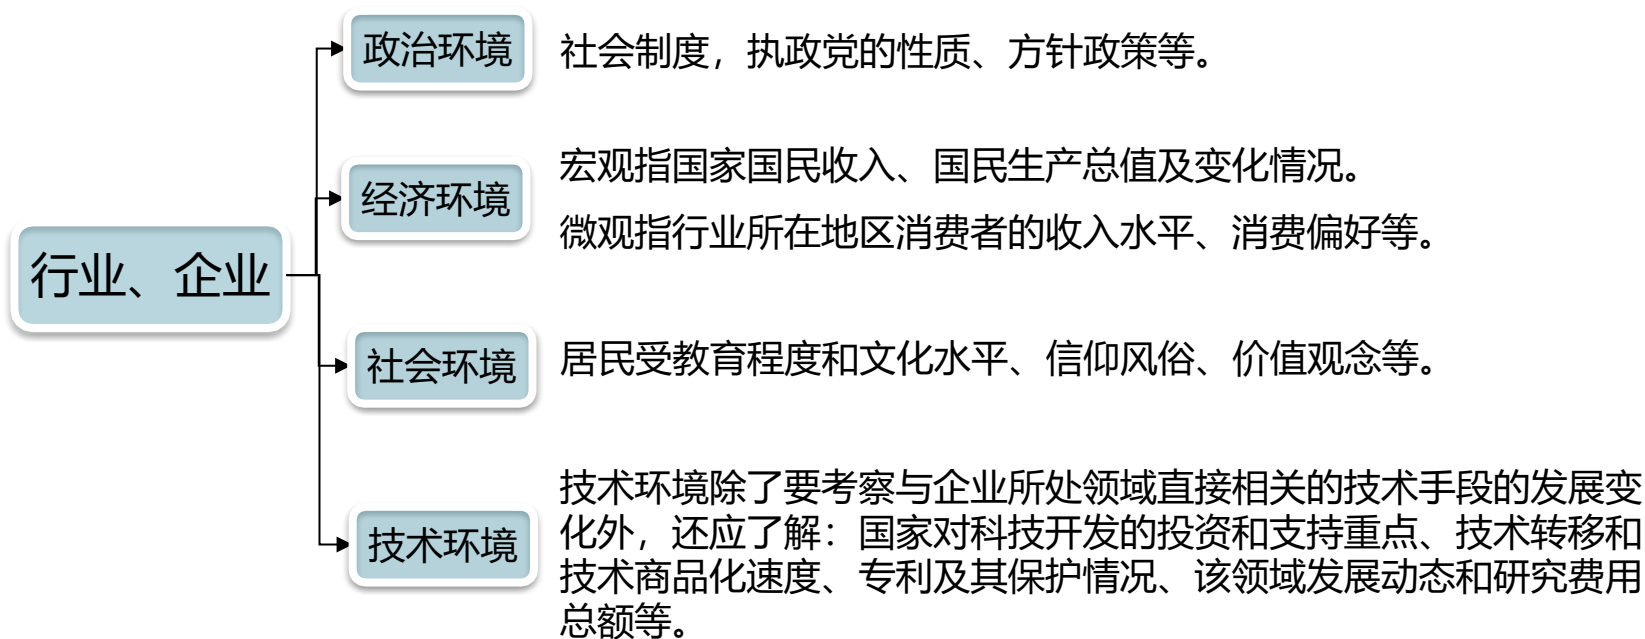 行业、企业
政治环境
社会制度，执政党的性质、方针政策等。
经济环境
宏观指国家国民收入、国民生产总值及变化情况。
微观指行业所在地区消费者的收入水平、消费偏好等。
社会环境
居民受教育程度和文化水平、信仰风俗、价值观念等。
技术环境
技术环境除了要考察与企业所处领域直接相关的技术手段的发展变
化外，还应了解：国家对科技开发的投资和支持重点、技术转移和
技术商品化速度、专利及其保护情况、该领域发展动态和研究费用
总额等。